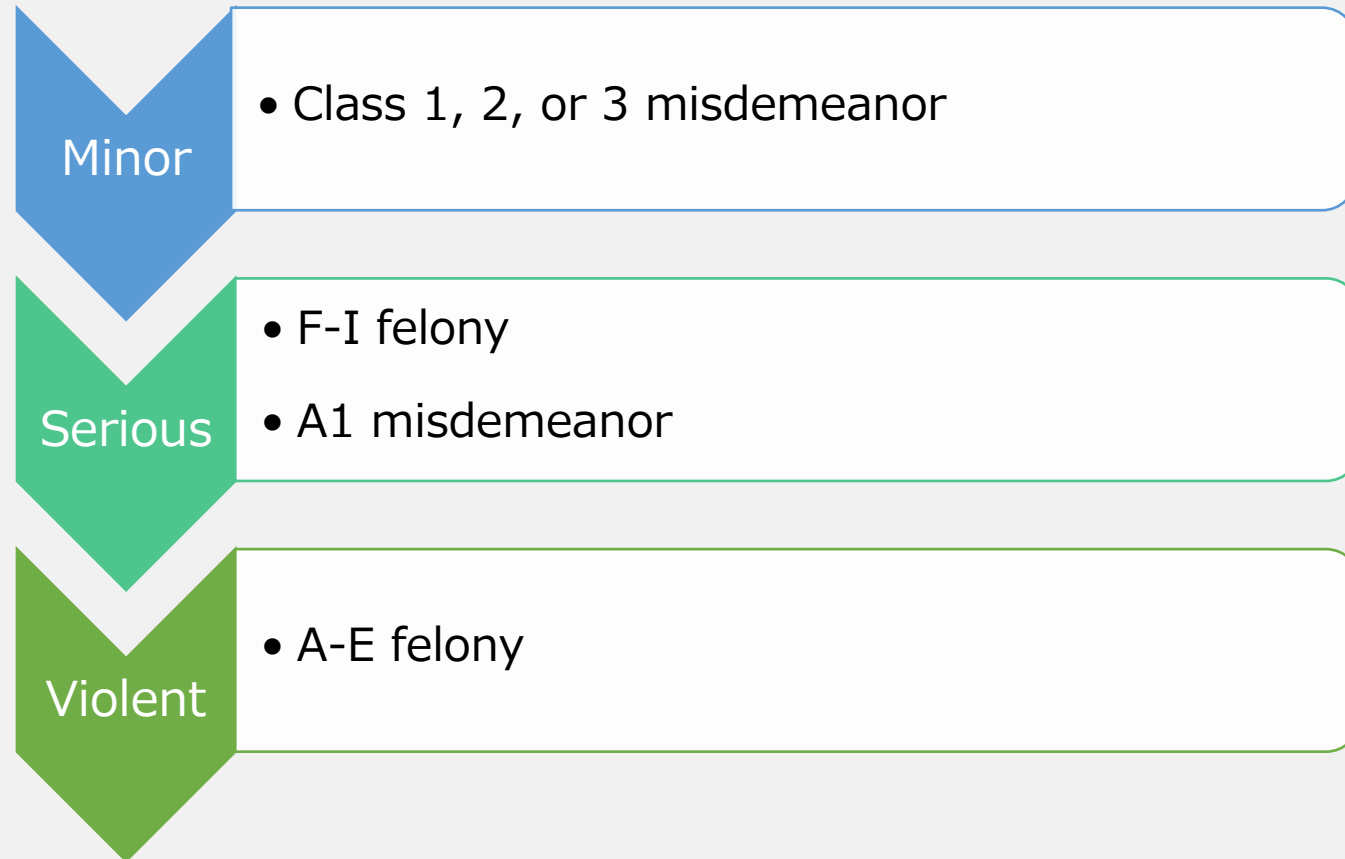 Minor
• Class 1, 2, or 3 misdemeanor
Serious
• F-I felony
• A1 misdemeanor
Violent
• A-E felony